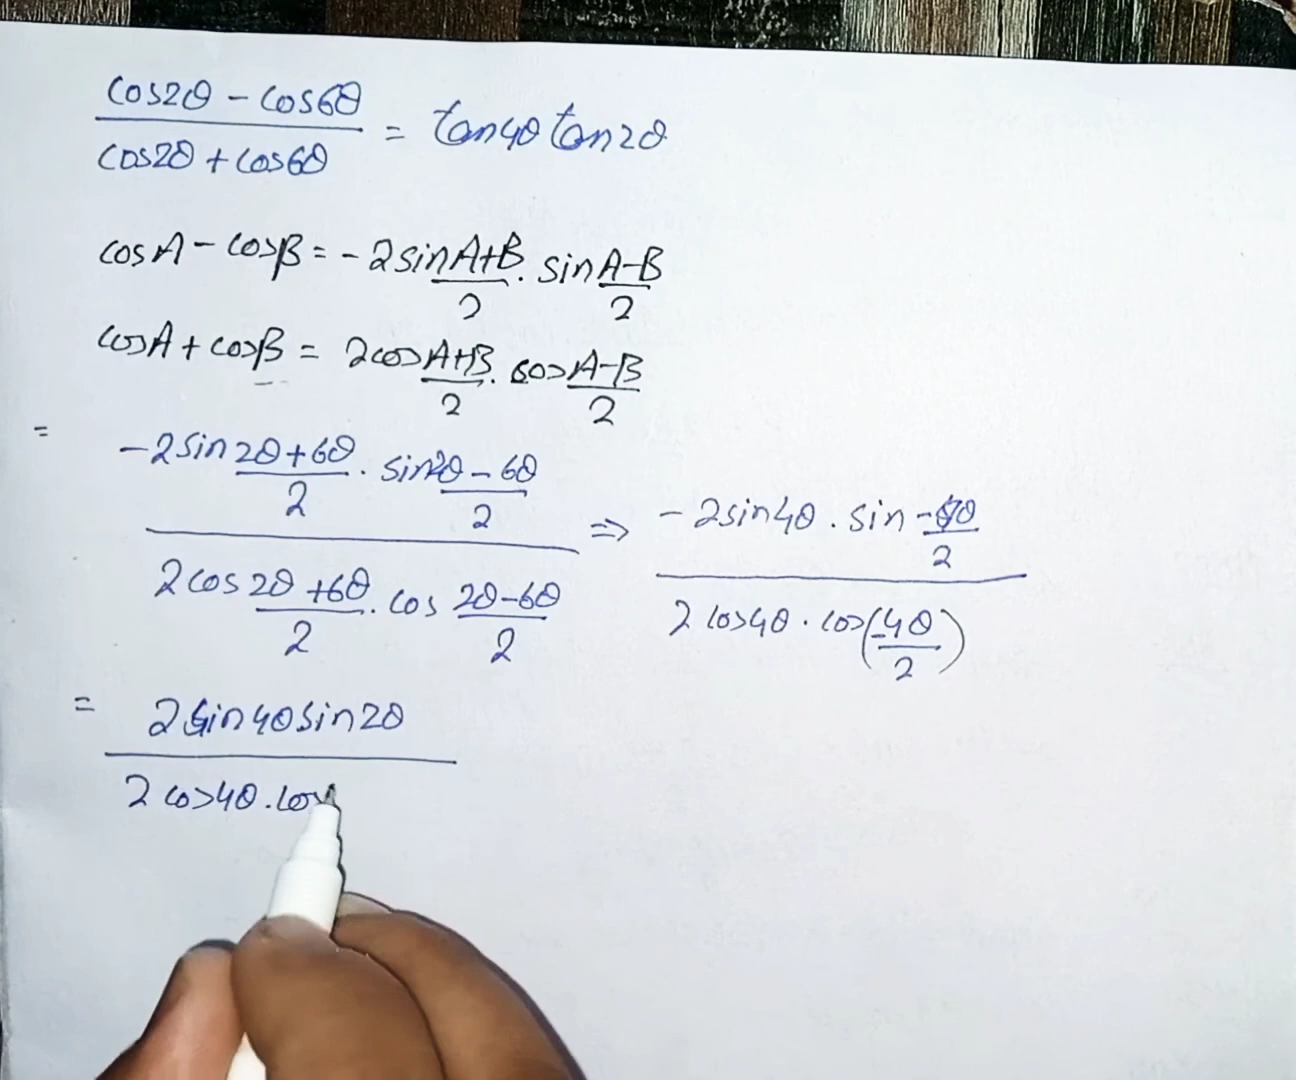 cos2θ - cos6θ / cos2θ + cos6θ = tan4θ tan2θ
cosA - cosB = -2sin A+B/2 . sin A-B/2
cosA + cosB = 2cos A+B/2 . cos A-B/2
= -2sin 2θ+6θ/2 . sin 2θ-6θ/2 / 2cos 2θ+6θ/2 . cos 2θ-6θ/2 ⇒ -2sin4θ . sin -4θ/2 / 2cos4θ . cos(-4θ/2)
= 2sin4θ sin2θ / 2cos4θ . cos